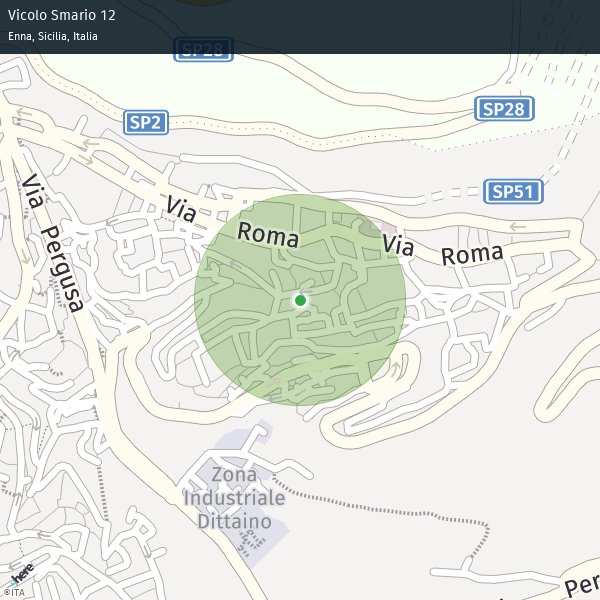 Vicolo Smario 12
Enna, Sicilia, Italia
SP28
SP28
SP2
SP51
Via
Roma
Via
Roma
Via
Pergusa
Zona
Industriale
Dittaino
here
©ITA
Per